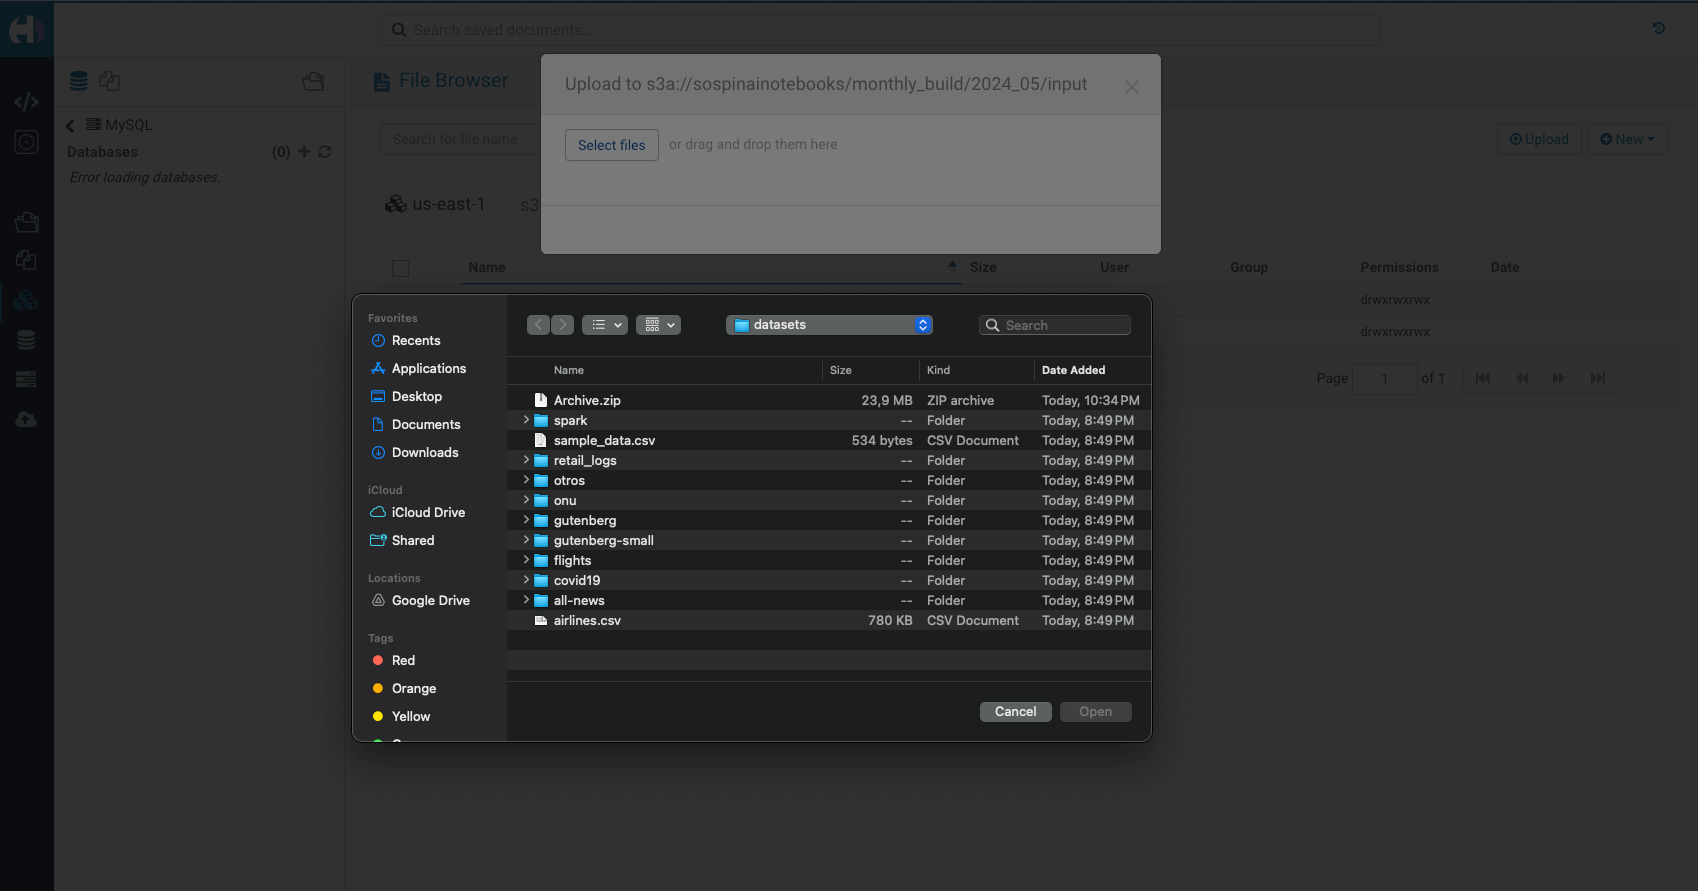 Search saved documents...
File Browser
Upload to s3a://sospinainotebooks/monthly_build/2024_05/input
MySQL
Databases (0)
Error loading databases.
Search for file name
Select files or drag and drop them here
Upload
New
us-east-1 s3
Name Size User Group Permissions Date
drwxrwxrwx
drwxrwxrwx
Page 1 of 1
Favorites
Recents
Applications
Desktop
Documents
Downloads
iCloud
iCloud Drive
Shared
Locations
Google Drive
Tags
Red
Orange
Yellow
datasets
Search
Name Size Kind Date Added
Archive.zip 23,9 MB ZIP archive Today, 10:34 PM
spark -- Folder Today, 8:49 PM
sample_data.csv 534 bytes CSV Document Today, 8:49 PM
retail_logs -- Folder Today, 8:49 PM
otros -- Folder Today, 8:49 PM
onu -- Folder Today, 8:49 PM
gutenberg -- Folder Today, 8:49 PM
gutenberg-small -- Folder Today, 8:49 PM
flights -- Folder Today, 8:49 PM
covid19 -- Folder Today, 8:49 PM
all-news -- Folder Today, 8:49 PM
airlines.csv 780 KB CSV Document Today, 8:49 PM
Cancel Open